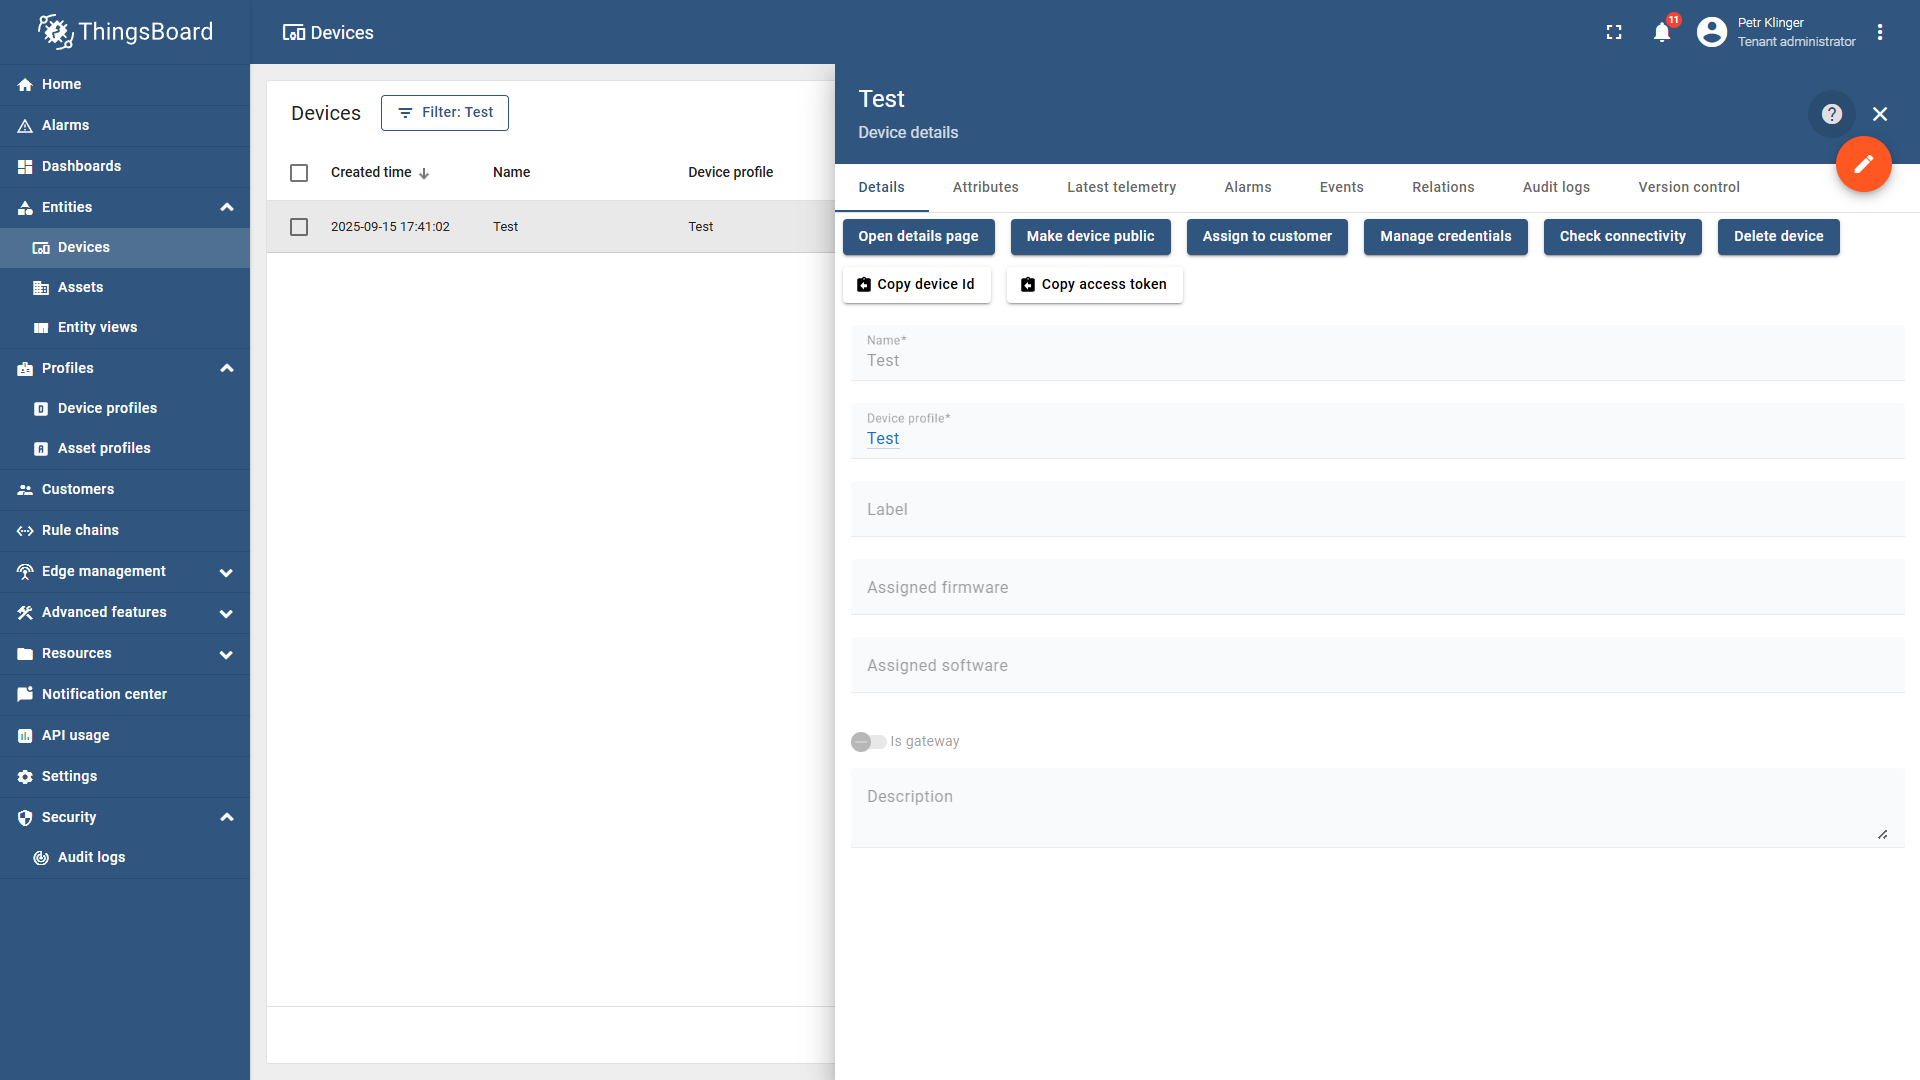 ThingsBoard
Devices
11
Petr Klinger
Tenant administrator
Home
Alarms
Dashboards
Entities
Devices
Assets
Entity views
Profiles
Device profiles
Asset profiles
Customers
Rule chains
Edge management
Advanced features
Resources
Notification center
API usage
Settings
Security
Audit logs
Devices
Filter: Test
Created time
Name
Device profile
2025-09-15 17:41:02
Test
Test
Test
Device details
Details
Attributes
Latest telemetry
Alarms
Events
Relations
Audit logs
Version control
Open details page
Make device public
Assign to customer
Manage credentials
Check connectivity
Delete device
Copy device Id
Copy access token
Name*
Test
Device profile*
Test
Label
Assigned firmware
Assigned software
Is gateway
Description